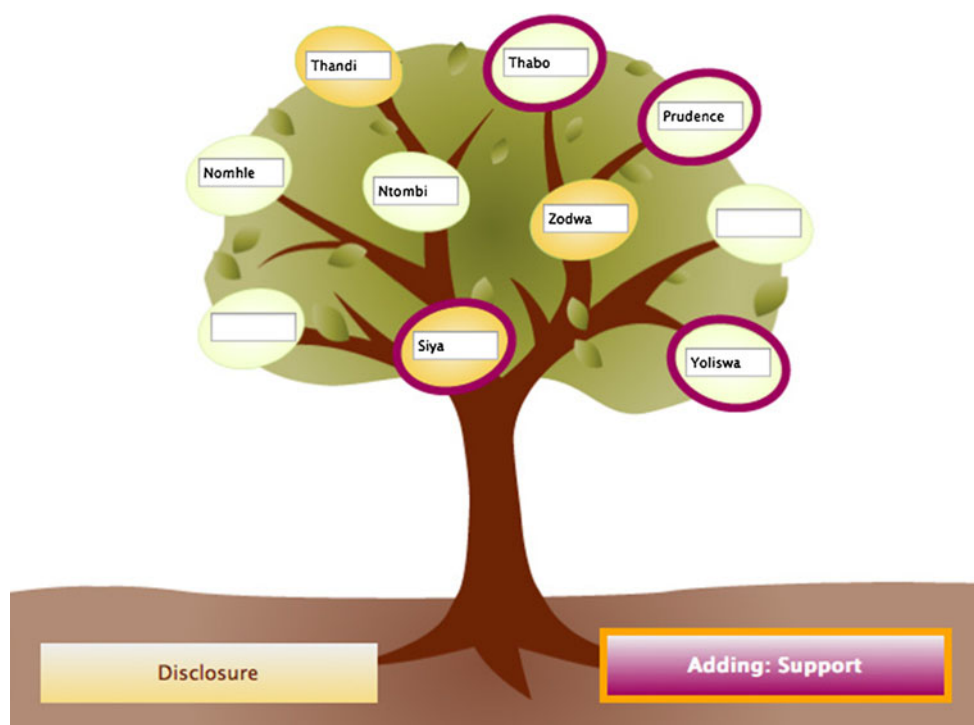 Thandi
Thabo
Prudence
Nomhle
Ntombi
Zodwa
Siya
Yoliswa
Disclosure
Adding: Support